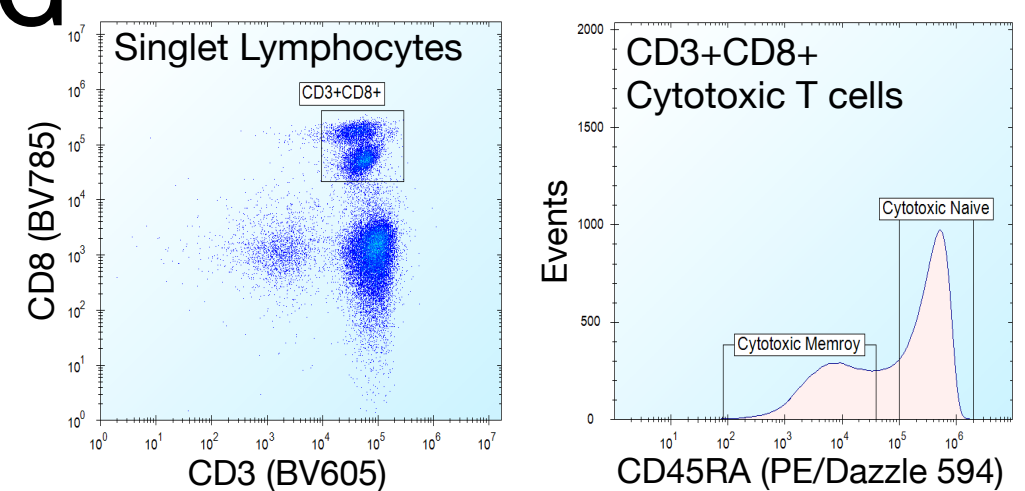 d
Singlet Lymphocytes
CD3+CD8+
10^7
10^6
10^5
10^4
10^3
10^2
10^1
10^0
CD8 (BV785)
10^0 10^1 10^2 10^3 10^4 10^5 10^6 10^7
CD3 (BV605)
CD3+CD8+
Cytotoxic T cells
Cytotoxic Naive
Cytotoxic Memroy
2000
1500
1000
500
0
Events
10^1 10^2 10^3 10^4 10^5 10^6
CD45RA (PE/Dazzle 594)